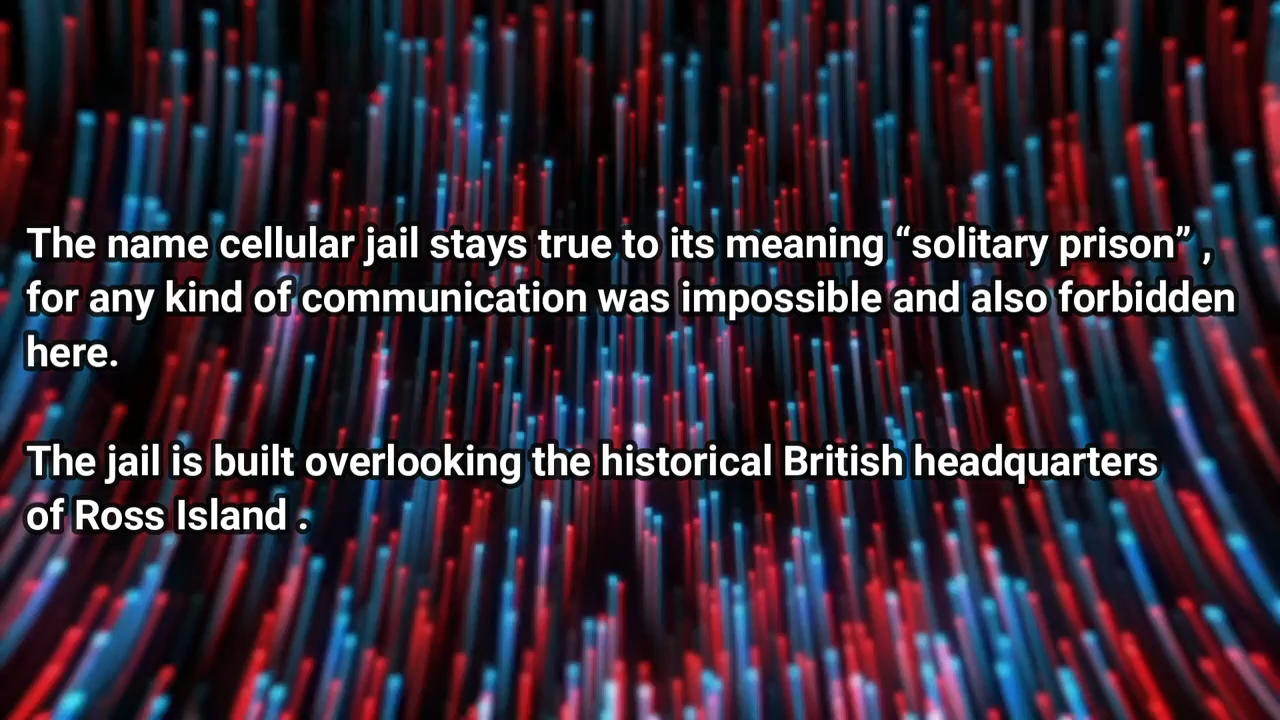 The name cellular jail stays true to its meaning “solitary prison” ,
for any kind of communication was impossible and also forbidden
here.
The jail is built overlooking the historical British headquarters
of Ross Island .